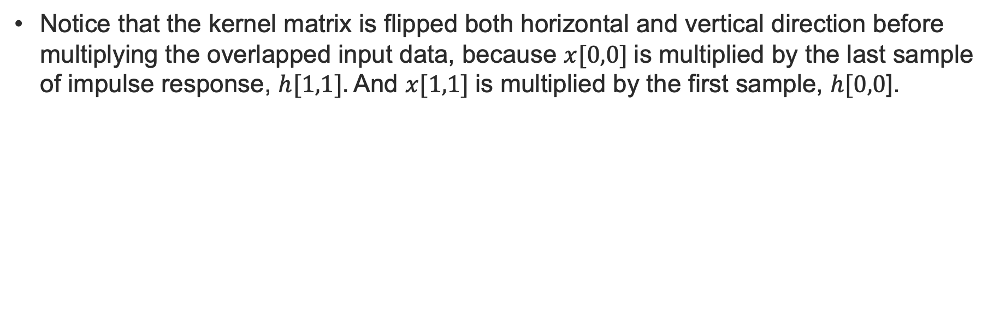 • Notice that the kernel matrix is flipped both horizontal and vertical direction before
multiplying the overlapped input data, because x[0,0] is multiplied by the last sample
of impulse response, h[1,1]. And x[1,1] is multiplied by the first sample, h[0,0].